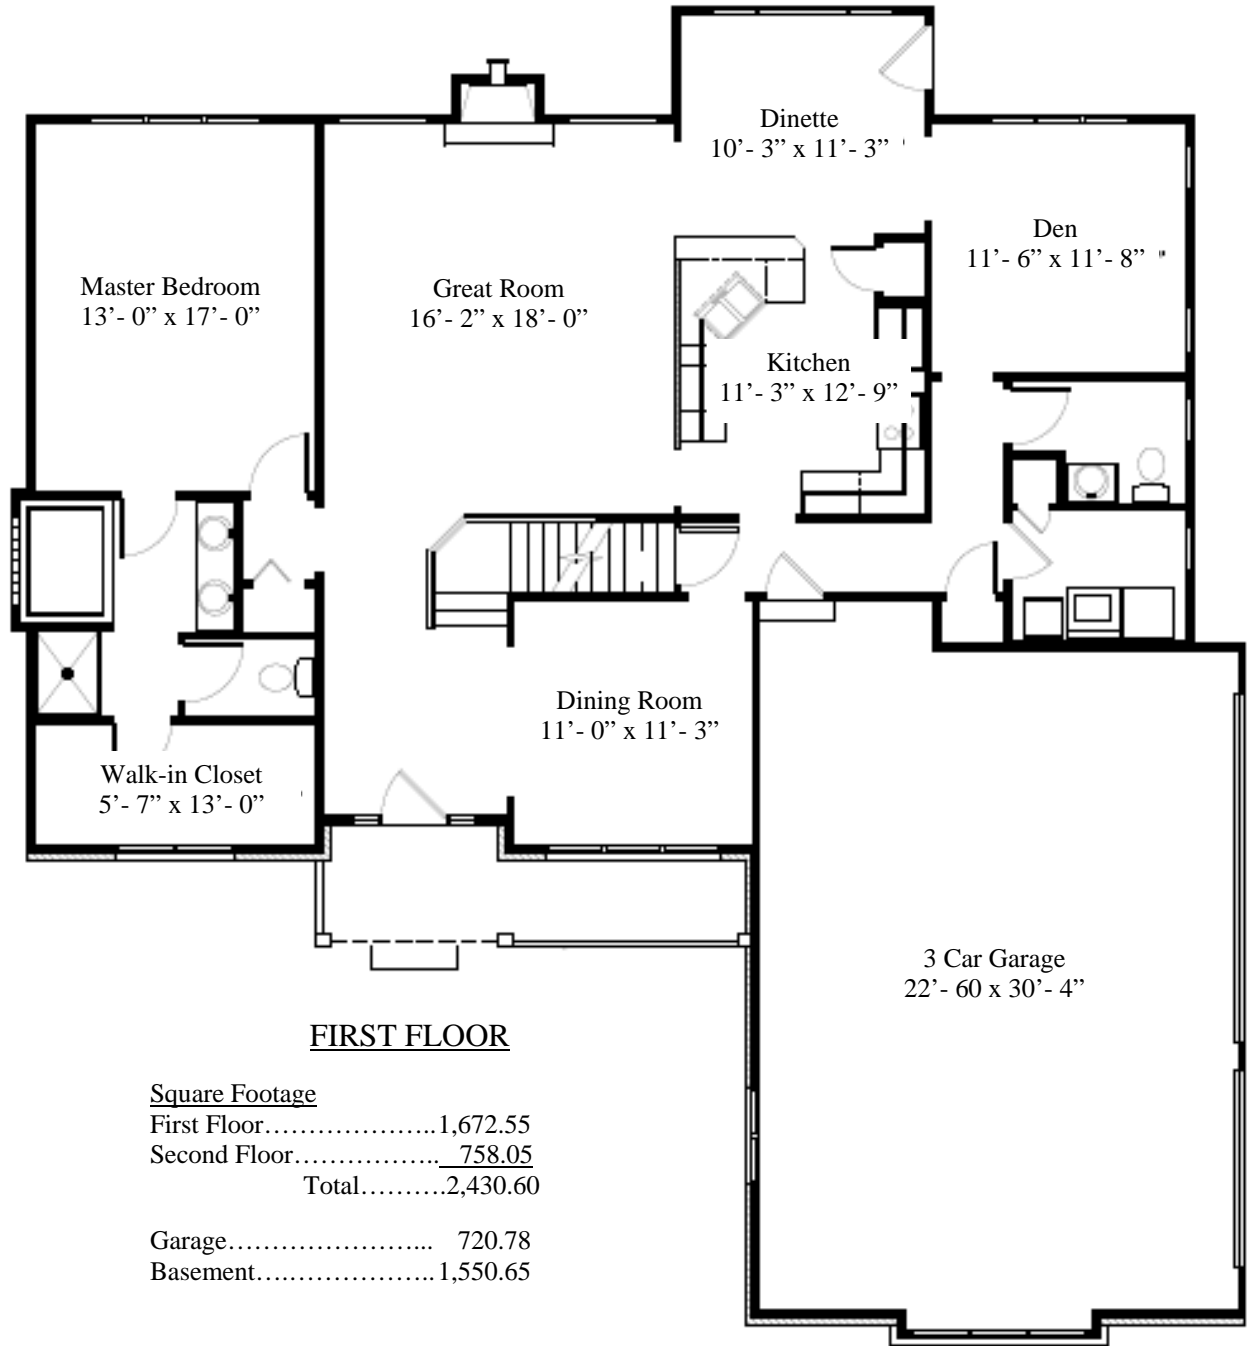 Dinette
10’- 3” x 11’- 3”
Den
11’- 6” x 11’- 8”
Master Bedroom
13’- 0” x 17’- 0”
Great Room
16’- 2” x 18’- 0”
Kitchen
11’- 3” x 12’- 9”
Dining Room
11’- 0” x 11’- 3”
Walk-in Closet
5’- 7” x 13’- 0”
3 Car Garage
22’- 60 x 30’- 4”
FIRST FLOOR
Square Footage
First Floor………………..1,672.55
Second Floor…………….. 758.05
Total……….2,430.60
Garage…………………... 720.78
Basement….……………..1,550.65